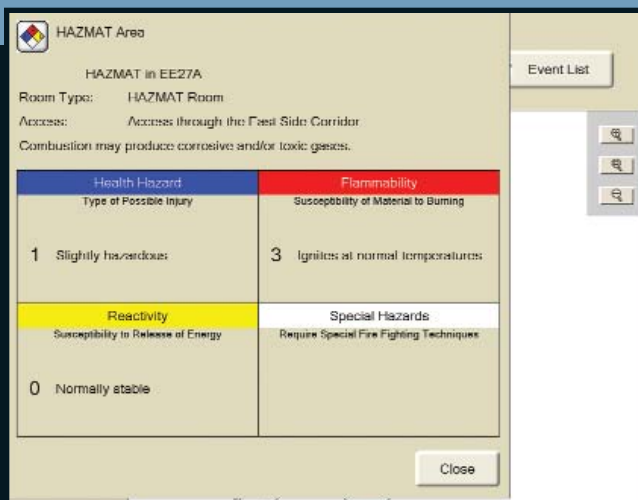 HAZMAT Area
HAZMAT in EE27A
Room Type: HAZMAT Room
Access: Access through the East Side Corridor
Combustion may produce corrosive and/or toxic gases.
Health Hazard
Type of Possible Injury
1 Slightly hazardous
Flammability
Susceptibility of Material to Burning
3 Ignites at normal temperatures
Reactivity
Susceptibility to Release of Energy
0 Normally stable
Special Hazards
Require Special Fire Fighting Techniques
Close
Event List